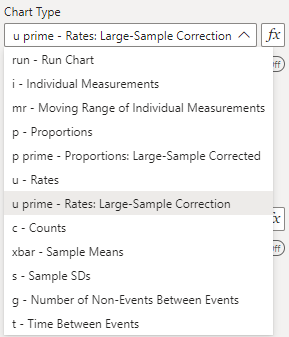 Chart Type
u prime - Rates: Large-Sample Correction
fx
run - Run Chart
i - Individual Measurements
mr - Moving Range of Individual Measurements
p - Proportions
p prime - Proportions: Large-Sample Corrected
u - Rates
u prime - Rates: Large-Sample Correction
c - Counts
xbar - Sample Means
s - Sample SDs
g - Number of Non-Events Between Events
t - Time Between Events